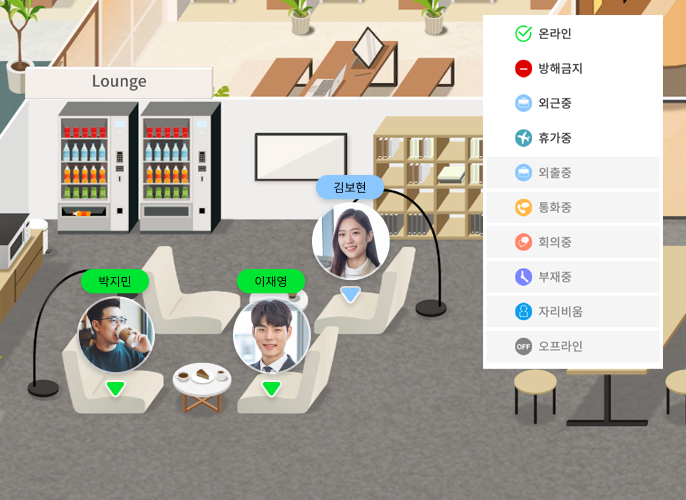 Lounge
김보현
박지민
이재영
온라인
방해금지
외근중
휴가중
외출중
통화중
회의중
부재중
자리비움
OFF 오프라인